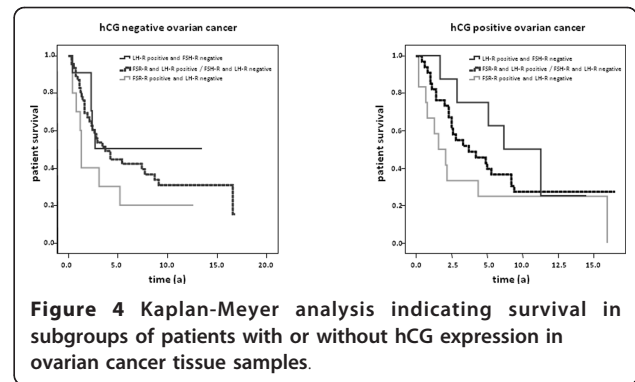 hCG negative ovarian cancer
LH-R positive and FSH-R negative
FSR-R and LH-R positive / FSH-R and LH-R negative
FSR-R positive and LH-R negative
patient survival
1.0
0.8
0.6
0.4
0.2
0.0
0.0 5.0 10.0 15.0 20.0
time (a)
hCG positive ovarian cancer
LH-R positive and FSH-R negative
FSR-R and LH-R positive / FSH-R and LH-R negative
FSR-R positive and LH-R negative
patient survival
1.0
0.8
0.6
0.4
0.2
0.0
0.0 2.5 5.0 7.5 10.0 12.5 15.0
time (a)
Figure 4 Kaplan-Meyer analysis indicating survival in
subgroups of patients with or without hCG expression in
ovarian cancer tissue samples.